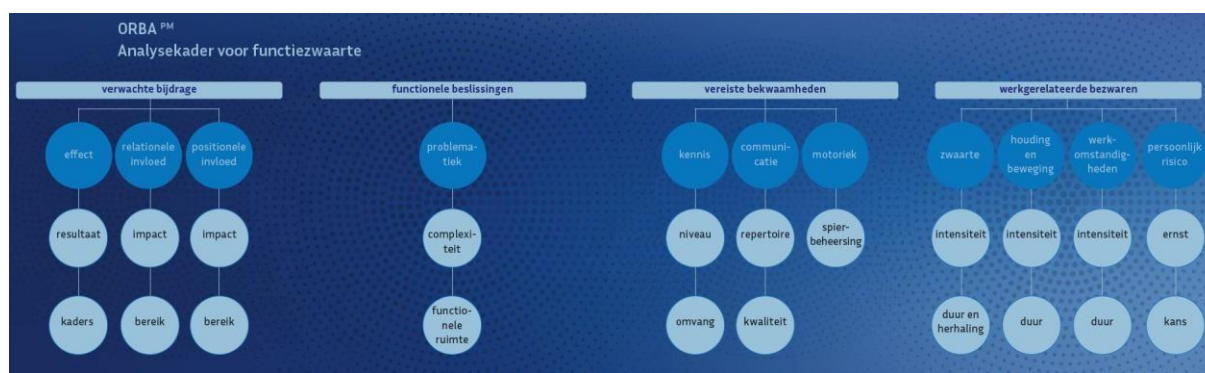 ORBA PM
Analysekader voor functiezwaarte
verwachte bijdrage
functionele beslissingen
vereiste bekwaamheden
werkgerelateerde bezwaren
effect
relationele
invloed
positionele
invloed
problema-
tiek
kennis
communi-
catie
motoriek
zwaarte
houding
en
beweging
werk-
omstandig-
heden
persoonlijk
risico
resultaat
impact
impact
complexi-
teit
niveau
repertoire
spier-
beheersing
intensiteit
intensiteit
intensiteit
ernst
kaders
bereik
bereik
functio-
nele
ruimte
omvang
kwaliteit
duur en
herhaling
duur
duur
kans